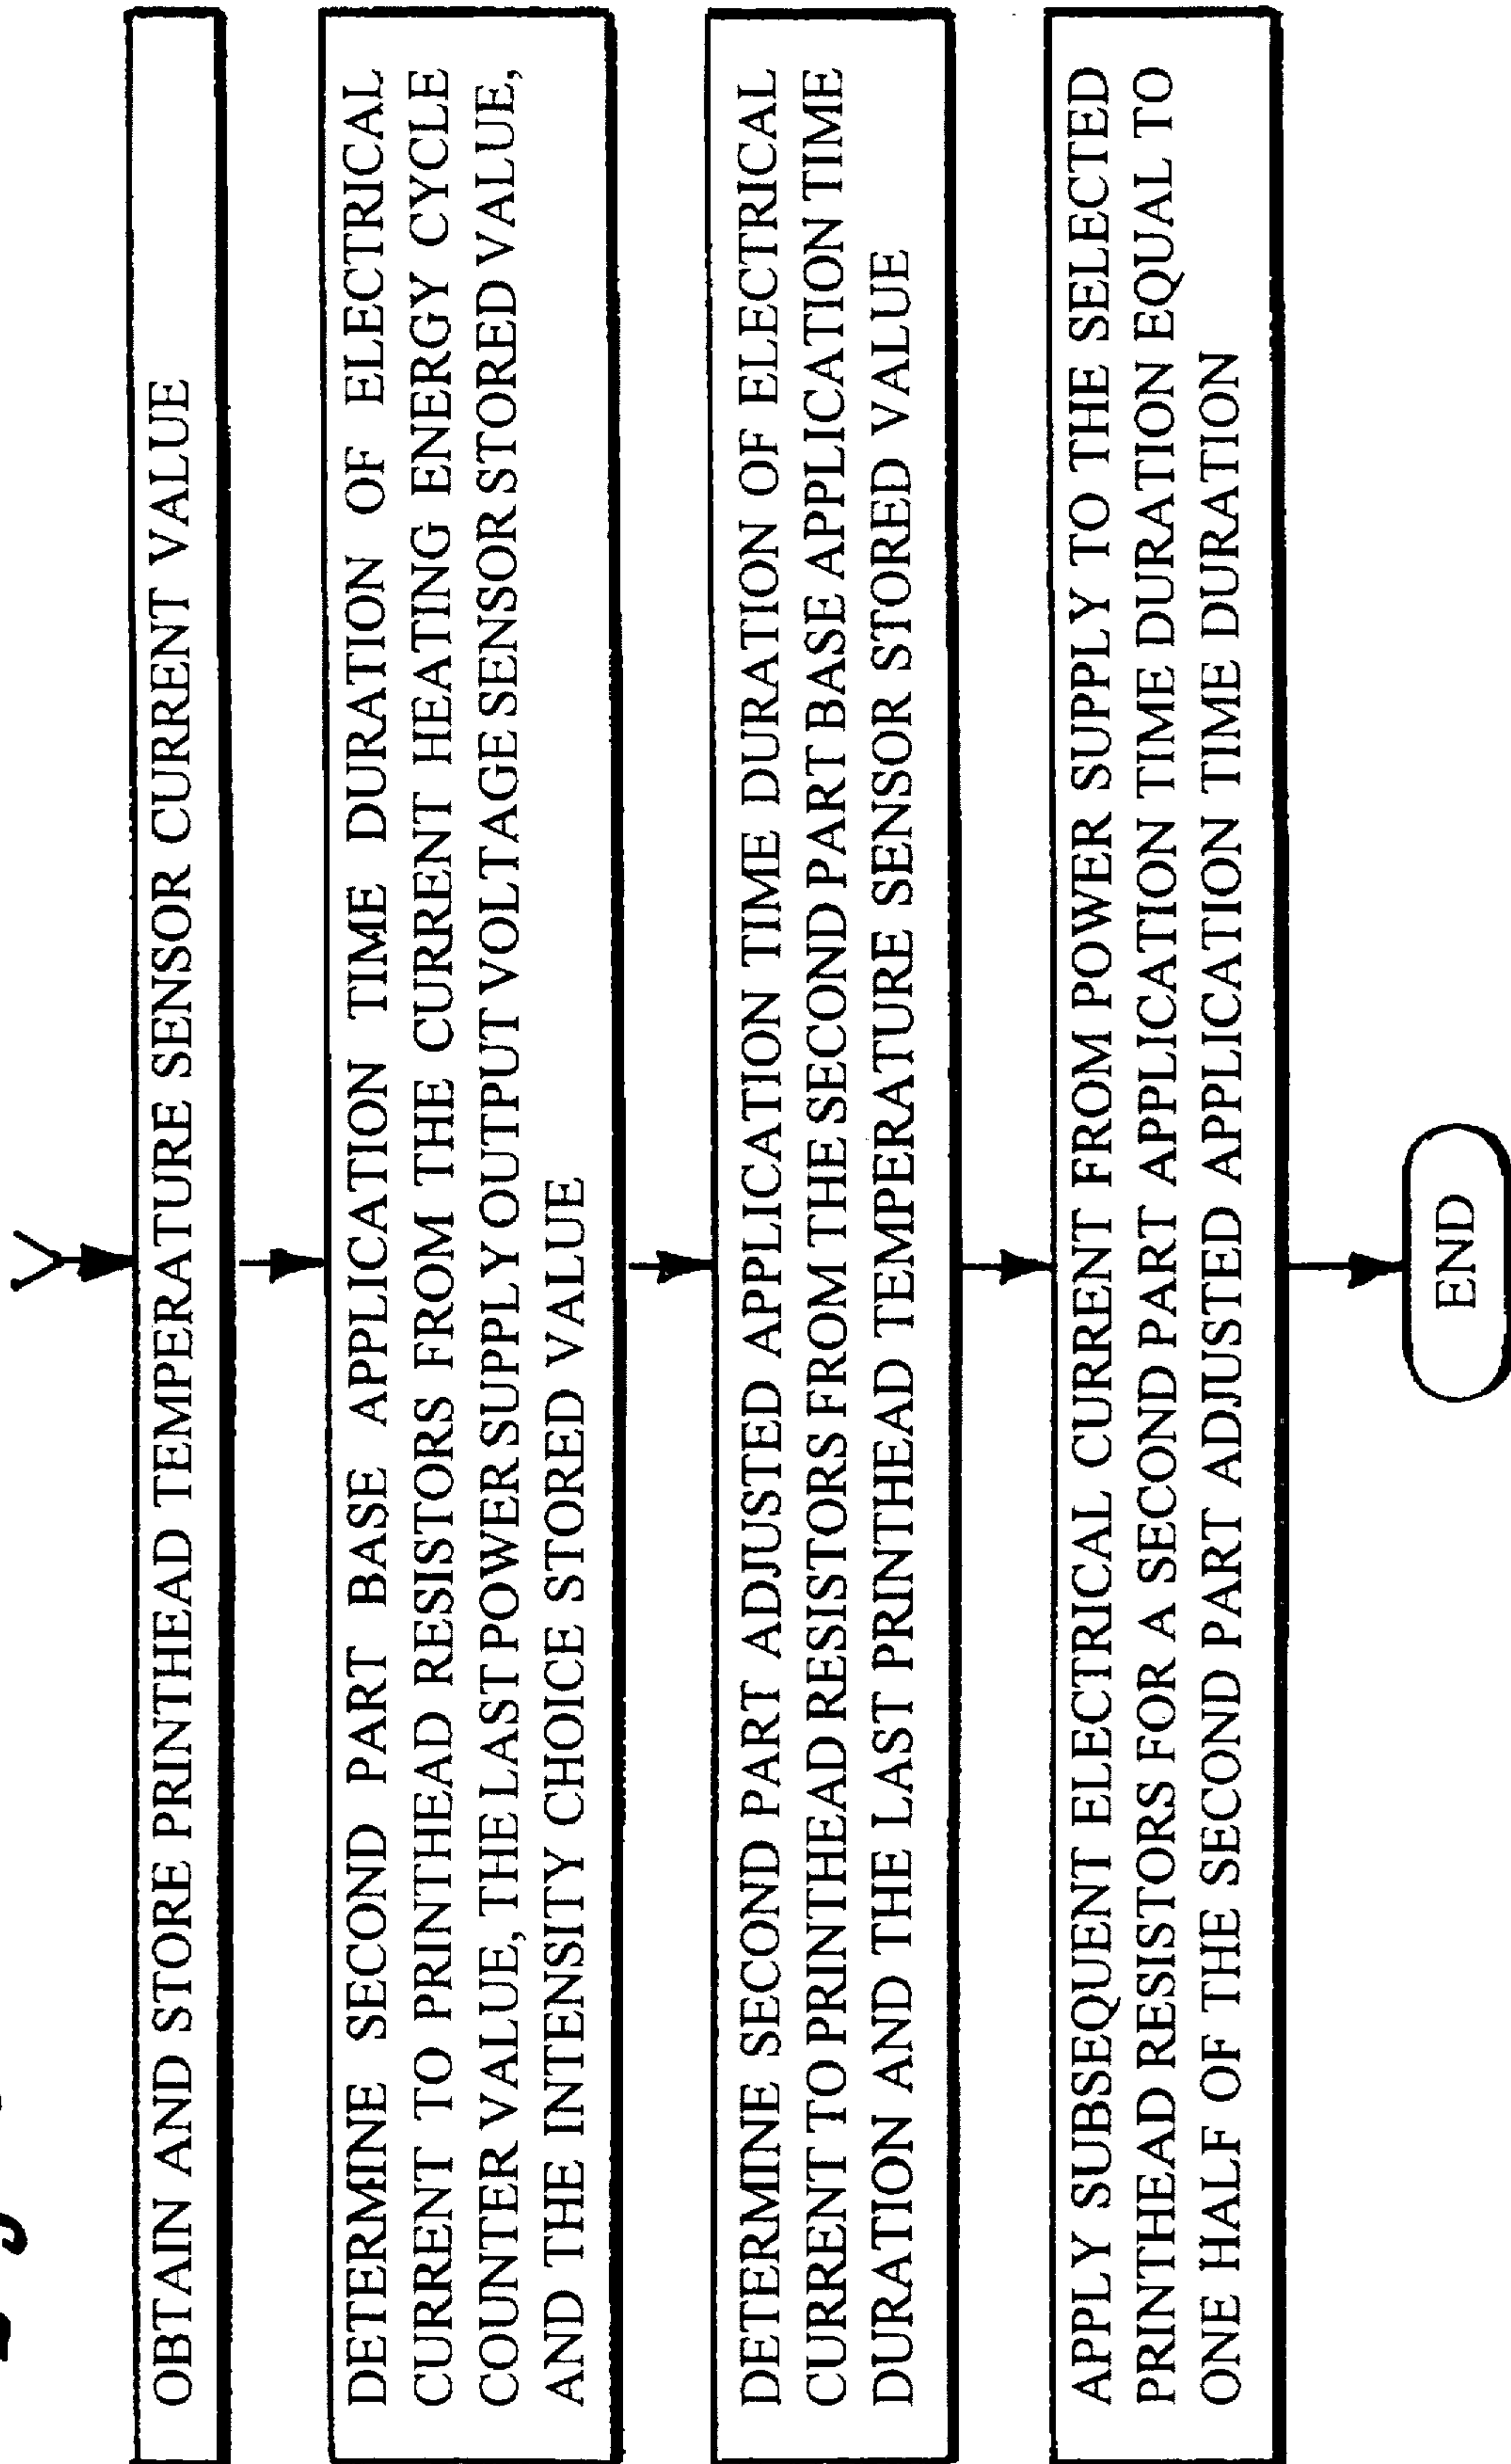 OBTAIN AND STORE PRINTHEAD TEMPERATURE SENSOR CURRENT VALUE
DETERMINE SECOND PART BASE APPLICATION TIME DURATION OF ELECTRICAL
CURRENT TO PRINTHEAD RESISTORS FROM THE CURRENT HEATING ENERGY CYCLE
COUNTER VALUE, THE LAST POWER SUPPLY OUTPUT VOLTAGE SENSOR STORED VALUE,
AND THE INTENSITY CHOICE STORED VALUE
DETERMINE SECOND PART ADJUSTED APPLICATION TIME DURATION OF ELECTRICAL
CURRENT TO PRINTHEAD RESISTORS FROM THE SECOND PART BASE APPLICATION TIME
DURATION AND THE LAST PRINTHEAD TEMPERATURE SENSOR STORED VALUE
APPLY SUBSEQUENT ELECTRICAL CURRENT FROM POWER SUPPLY TO THE SELECTED
PRINTHEAD RESISTORS FOR A SECOND PART APPLICATION TIME DURATION EQUAL TO
ONE HALF OF THE SECOND PART ADJUSTED APPLICATION TIME DURATION
END